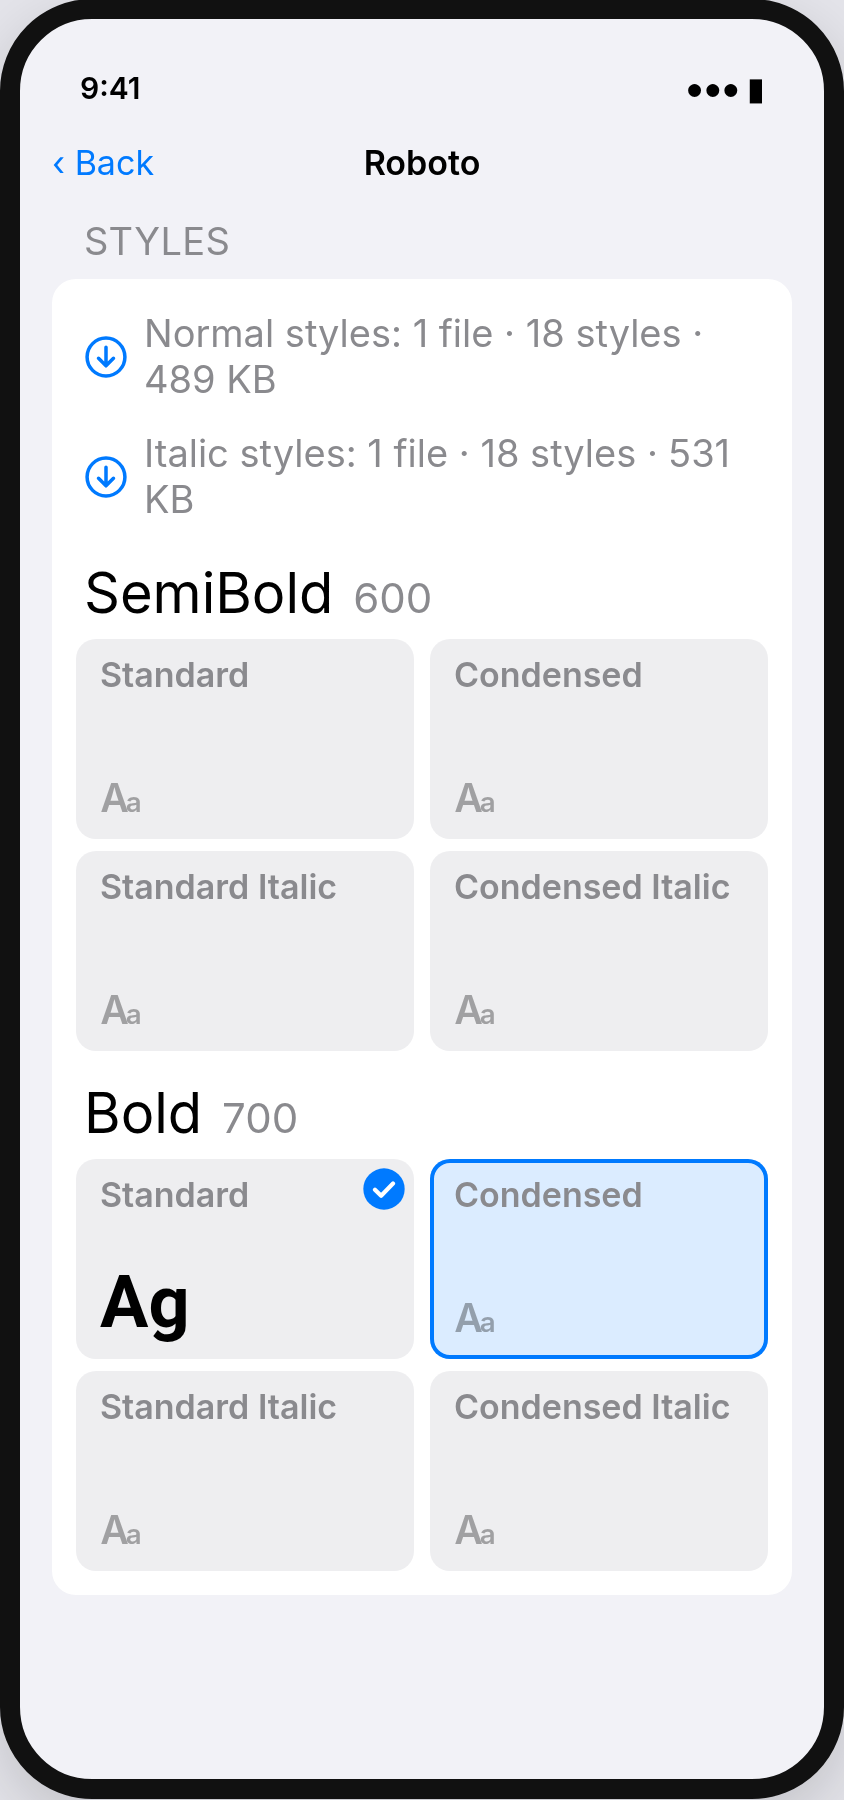 9:41
‹ Back
Roboto
STYLES
Normal styles: 1 file · 18 styles ·
489 KB
Italic styles: 1 file · 18 styles · 531
KB
SemiBold 600
Standard
Condensed
Aa
Aa
Standard Italic
Condensed Italic
Aa
Aa
Bold 700
Standard
Condensed
Ag
Aa
Standard Italic
Condensed Italic
Aa
Aa